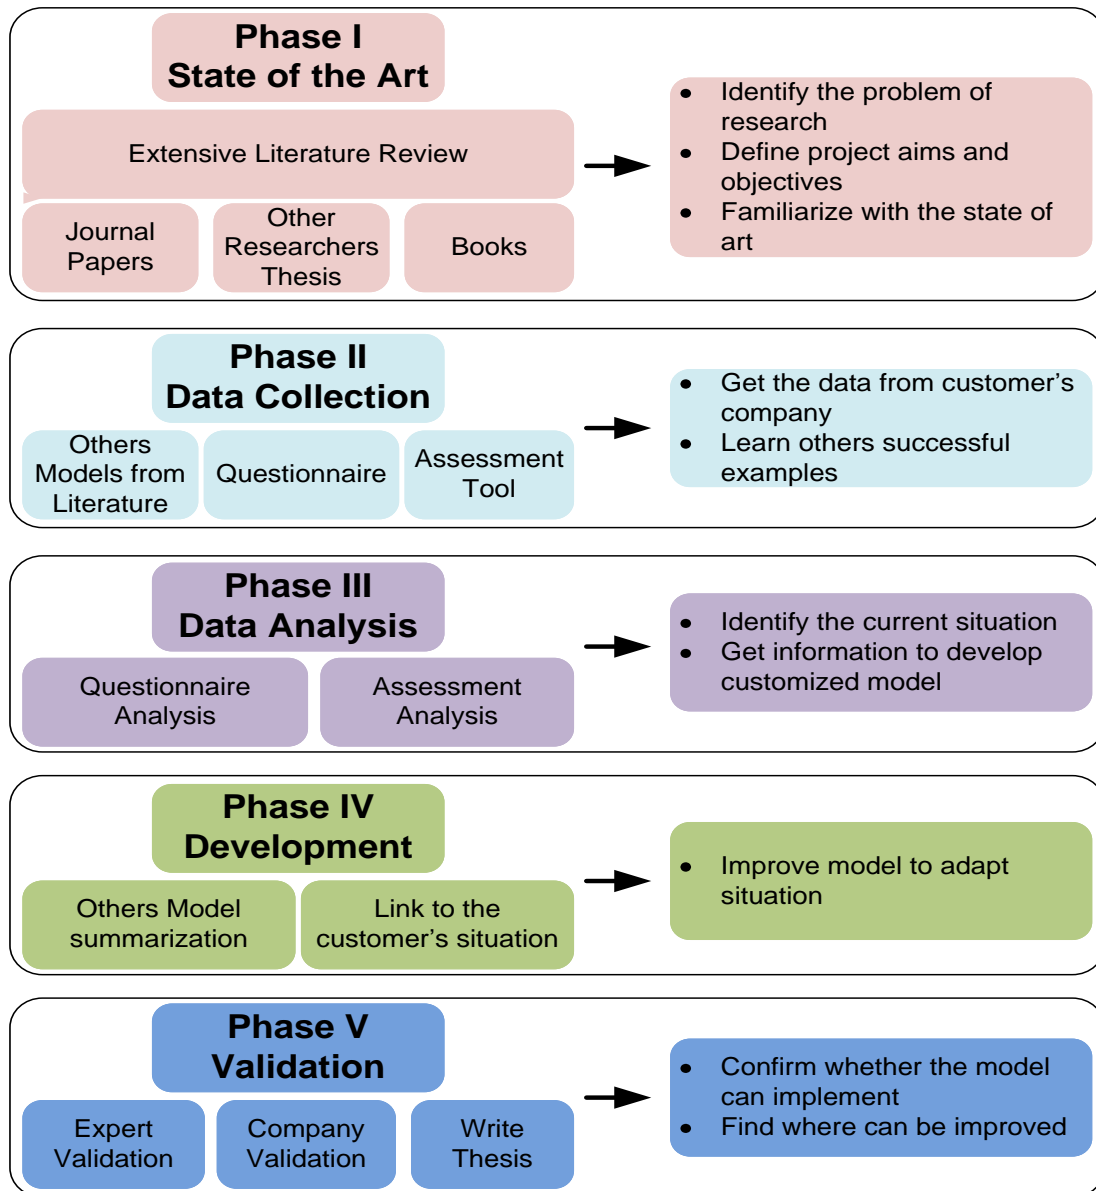 Phase I
State of the Art
Extensive Literature Review
Journal
Papers
Other
Researchers
Thesis
Books
• Identify the problem of
research
• Define project aims and
objectives
• Familiarize with the state of
art
Phase II
Data Collection
Others
Models from
Literature
Questionnaire
Assessment
Tool
• Get the data from customer’s
company
• Learn others successful
examples
Phase III
Data Analysis
Questionnaire
Analysis
Assessment
Analysis
• Identify the current situation
• Get information to develop
customized model
Phase IV
Development
Others Model
summarization
Link to the
customer’s situation
• Improve model to adapt
situation
Phase V
Validation
Expert
Validation
Company
Validation
Write
Thesis
• Confirm whether the model
can implement
• Find where can be improved